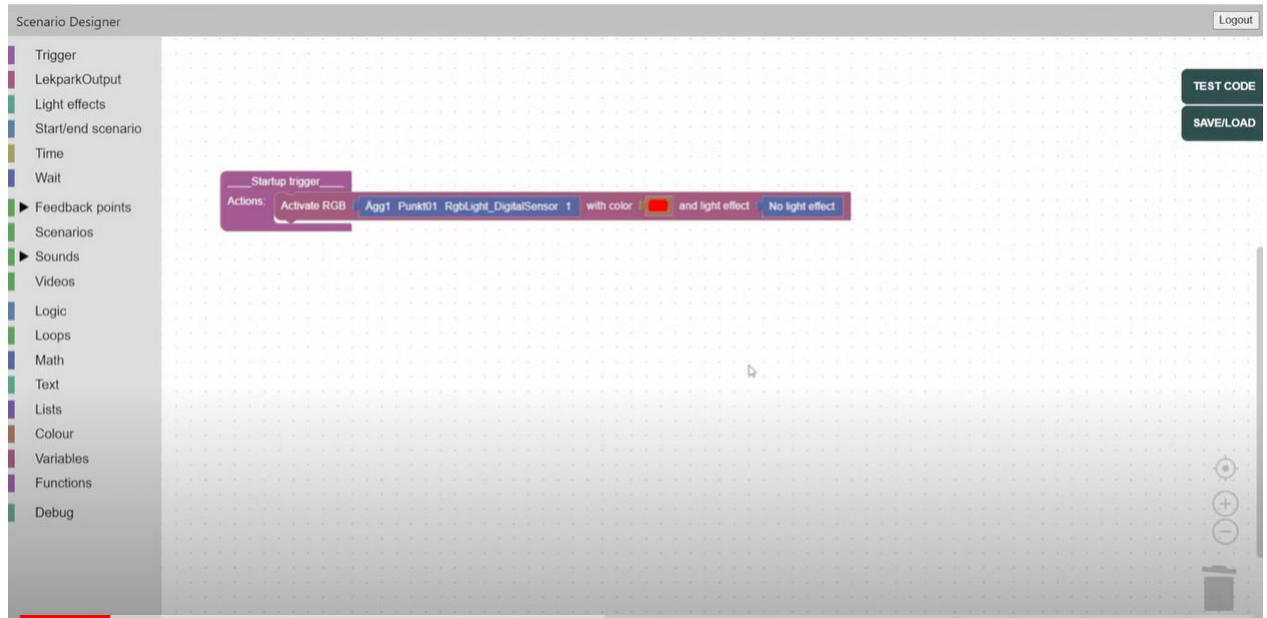 Scenario Designer
Logout
Trigger
LekparkOutput
Light effects
Start/end scenario
Time
Wait
Feedback points
Scenarios
Sounds
Videos
Logic
Loops
Math
Text
Lists
Colour
Variables
Functions
Debug
TEST CODE
SAVE/LOAD
____Startup trigger____
Actions: Activate RGB Ägg1 Punkt01 RgbLight_DigitalSensor 1 with color and light effect No light effect